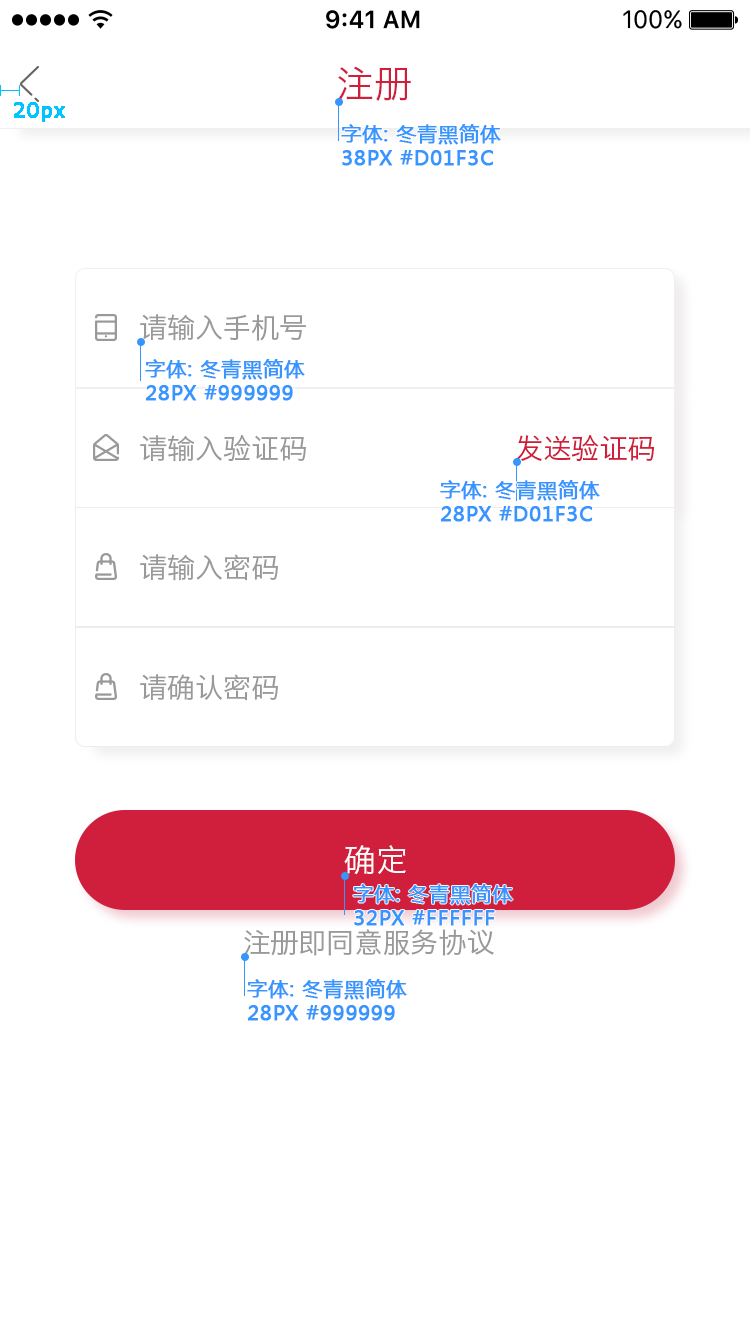 9:41 AM
100%
注册
20px
字体: 冬青黑简体
38PX #D01F3C
请输入手机号
字体: 冬青黑简体
28PX #999999
请输入验证码
发送验证码
字体: 冬青黑简体
28PX #D01F3C
请输入密码
请确认密码
确定
字体: 冬青黑简体
32PX #FFFFFF
注册即同意服务协议
字体: 冬青黑简体
28PX #999999